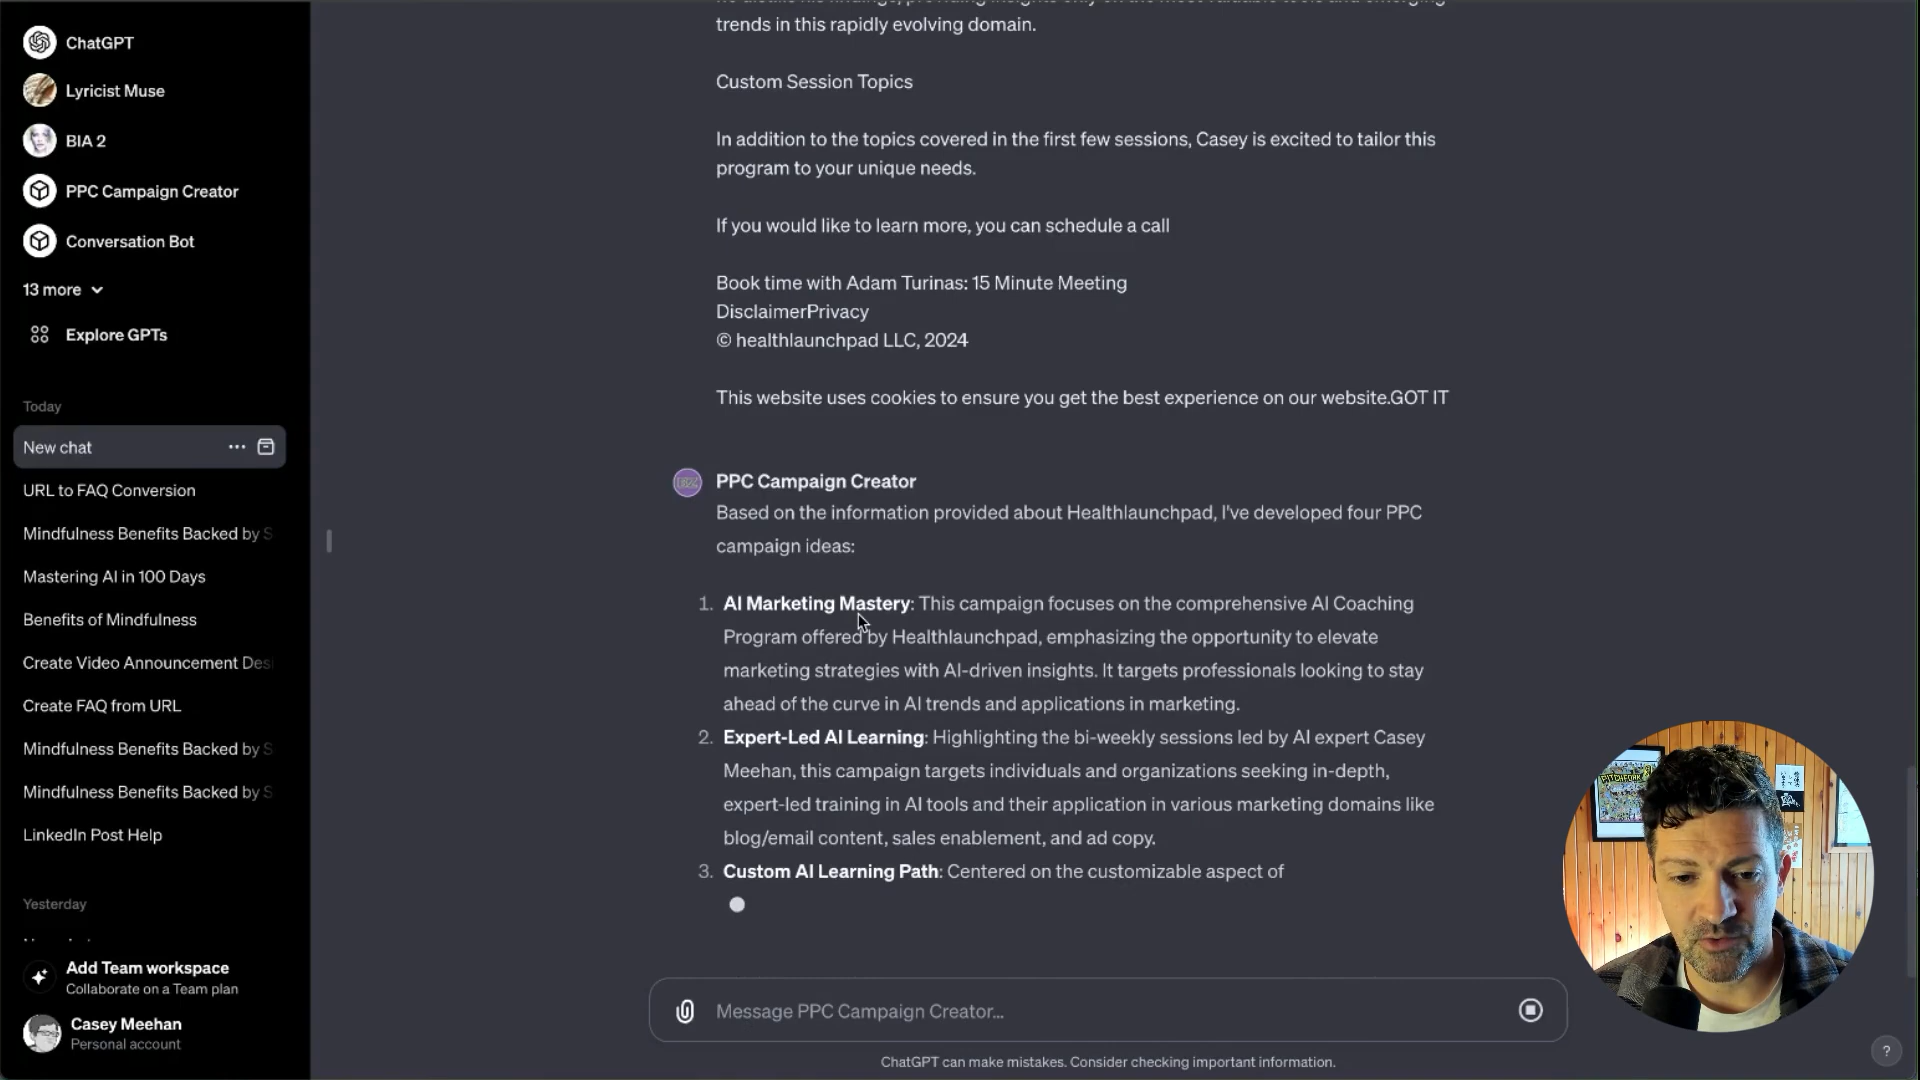 ChatGPT
Lyricist Muse
BIA 2
PPC Campaign Creator
Conversation Bot
13 more
Explore GPTs
Today
New chat
URL to FAQ Conversion
Mindfulness Benefits Backed by S
Mastering AI in 100 Days
Benefits of Mindfulness
Create Video Announcement Des
Create FAQ from URL
Mindfulness Benefits Backed by S
Mindfulness Benefits Backed by S
LinkedIn Post Help
Yesterday
Add Team workspace
Collaborate on a Team plan
Casey Meehan
Personal account
trends in this rapidly evolving domain.
Custom Session Topics
In addition to the topics covered in the first few sessions, Casey is excited to tailor this
program to your unique needs.
If you would like to learn more, you can schedule a call
Book time with Adam Turinas: 15 Minute Meeting
DisclaimerPrivacy
© healthlaunchpad LLC, 2024
This website uses cookies to ensure you get the best experience on our website.GOT IT
PPC Campaign Creator
Based on the information provided about Healthlaunchpad, I've developed four PPC
campaign ideas:
1. AI Marketing Mastery: This campaign focuses on the comprehensive AI Coaching
Program offered by Healthlaunchpad, emphasizing the opportunity to elevate
marketing strategies with AI-driven insights. It targets professionals looking to stay
ahead of the curve in AI trends and applications in marketing.
2. Expert-Led AI Learning: Highlighting the bi-weekly sessions led by AI expert Casey
Meehan, this campaign targets individuals and organizations seeking in-depth,
expert-led training in AI tools and their application in various marketing domains like
blog/email content, sales enablement, and ad copy.
3. Custom AI Learning Path: Centered on the customizable aspect of
Message PPC Campaign Creator...
ChatGPT can make mistakes. Consider checking important information.
?
PITCHFORK